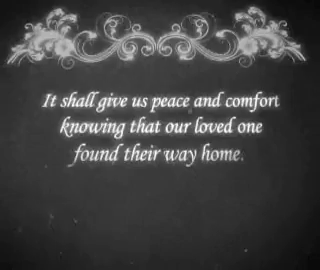 It shall give us peace and comfort
knowing that our loved one
found their way home.